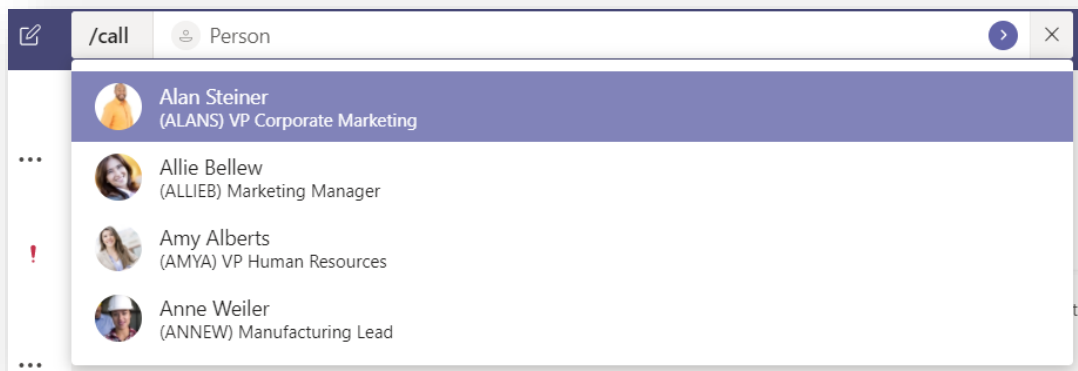 /call Person
Alan Steiner
(ALANS) VP Corporate Marketing
Allie Bellew
(ALLIEB) Marketing Manager
Amy Alberts
(AMYA) VP Human Resources
Anne Weiler
(ANNEW) Manufacturing Lead